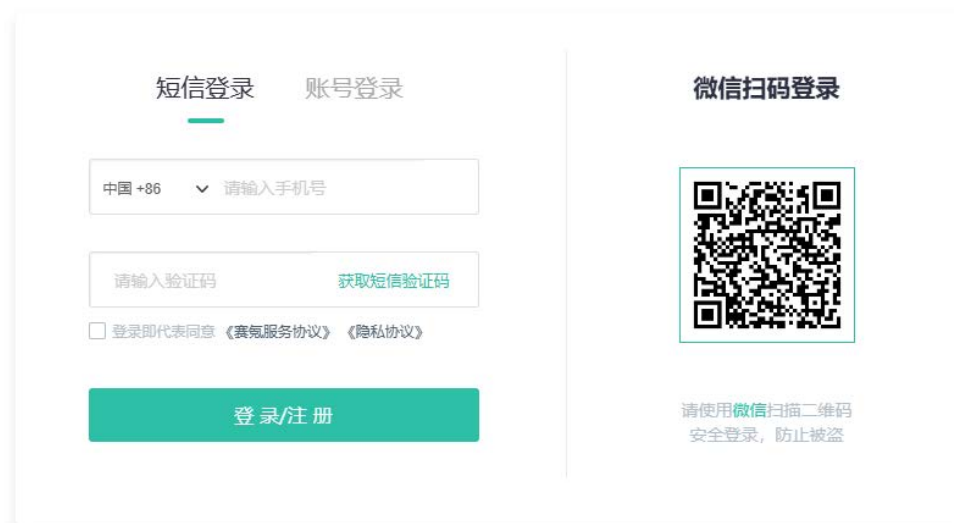 短信登录 账号登录
中国 +86 请输入手机号
请输入验证码 获取短信验证码
登录即代表同意《赛氪服务协议》《隐私协议》
登 录/注 册
微信扫码登录
请使用微信扫描二维码
安全登录，防止被盗